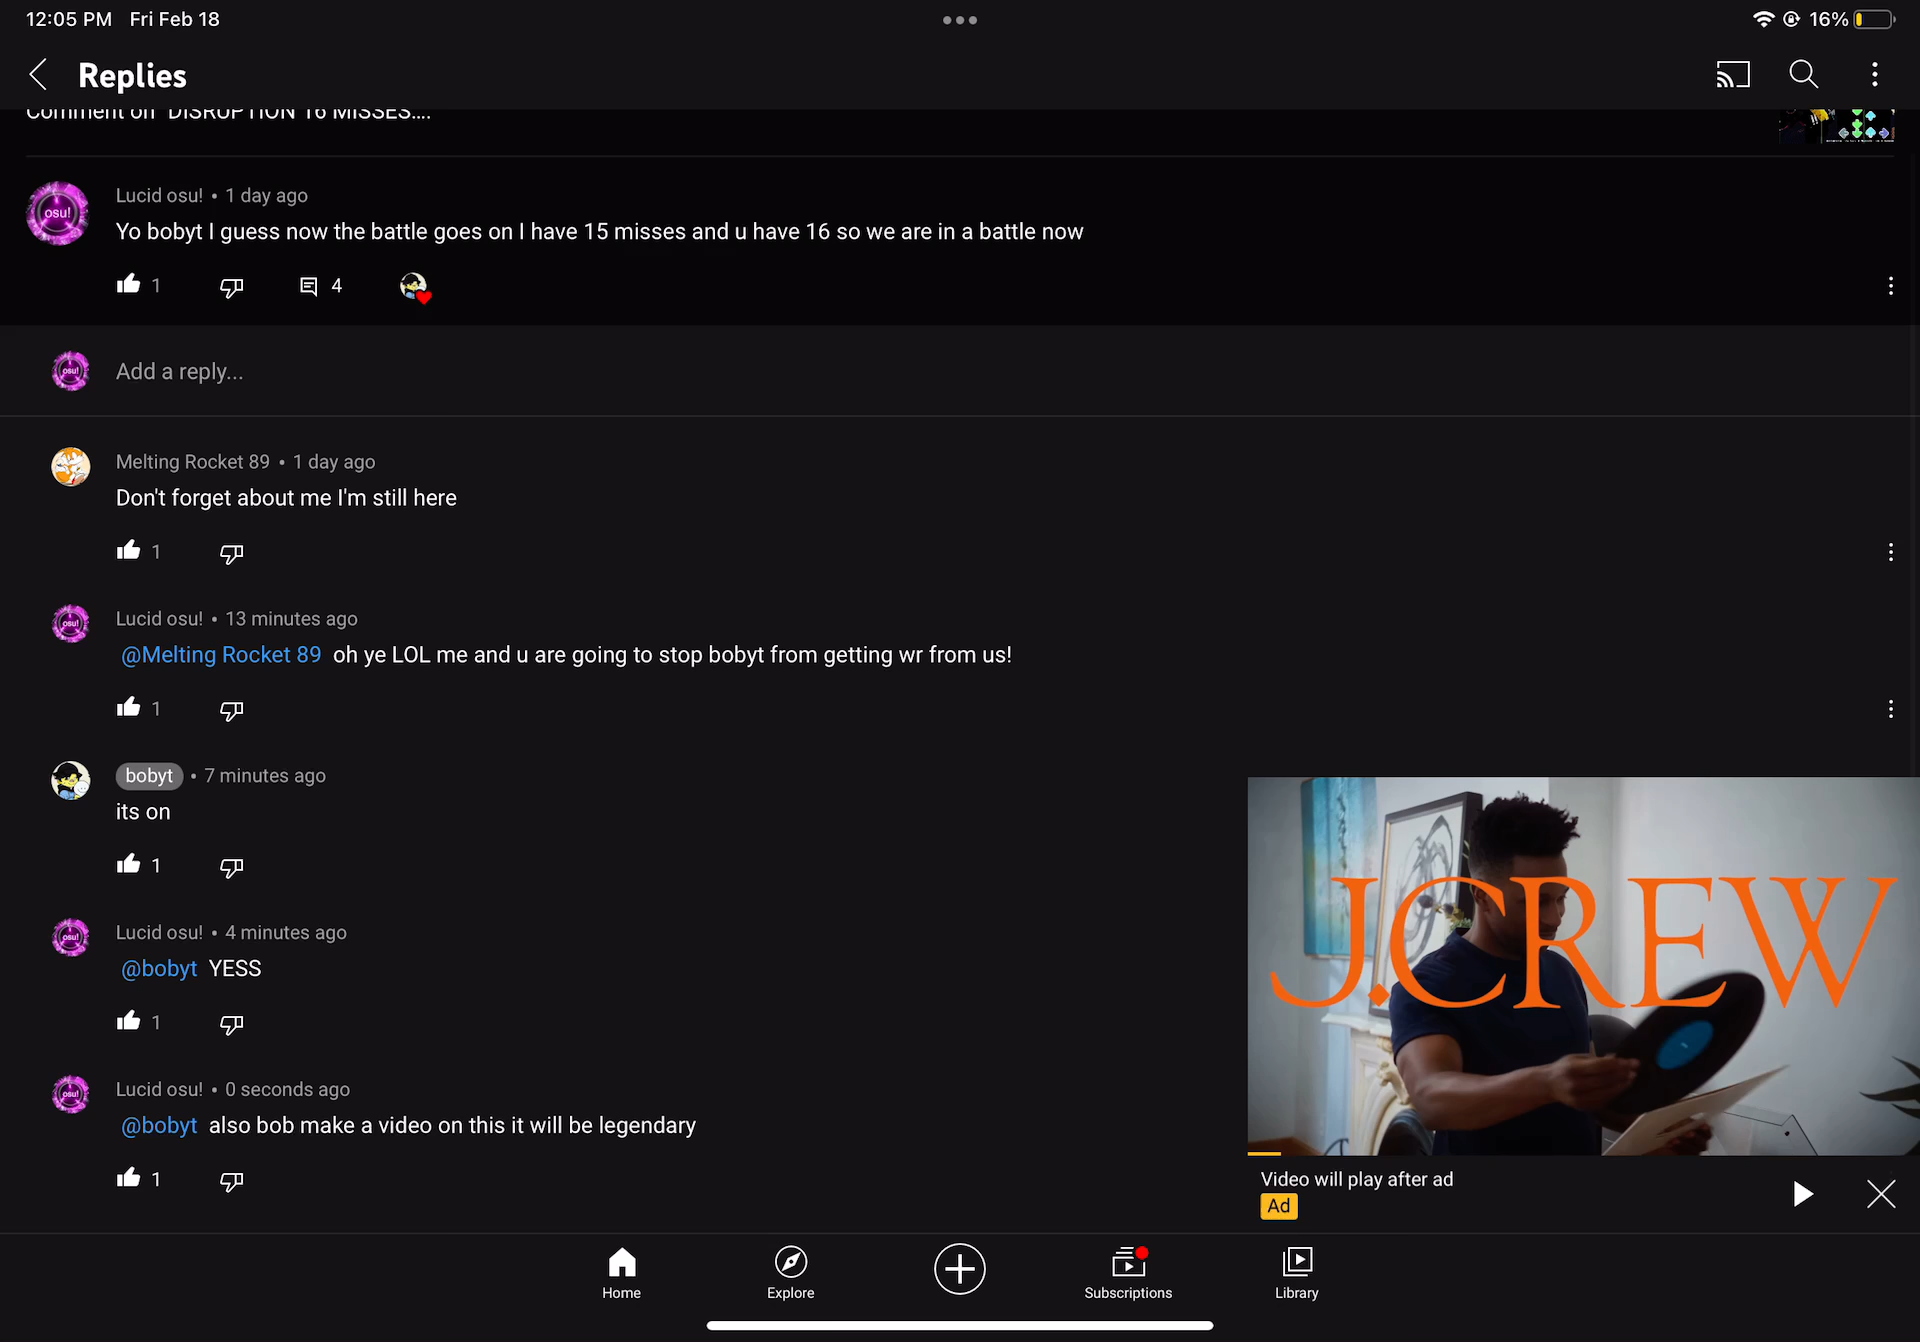 12:05 PM Fri Feb 18
16%
Replies
Comment on "DISRUPTION 16 MISSES....
Lucid osu! • 1 day ago
Yo bobyt I guess now the battle goes on I have 15 misses and u have 16 so we are in a battle now
1 4
Add a reply...
Melting Rocket 89 • 1 day ago
Don't forget about me I'm still here
1
Lucid osu! • 13 minutes ago
@Melting Rocket 89 oh ye LOL me and u are going to stop bobyt from getting wr from us!
1
bobyt • 7 minutes ago
its on
1
Lucid osu! • 4 minutes ago
@bobyt YESS
1
Lucid osu! • 0 seconds ago
@bobyt also bob make a video on this it will be legendary
1
J.CREW
Video will play after ad
Ad
Home Explore Subscriptions Library
osu!
osu!
osu!
osu!
osu!